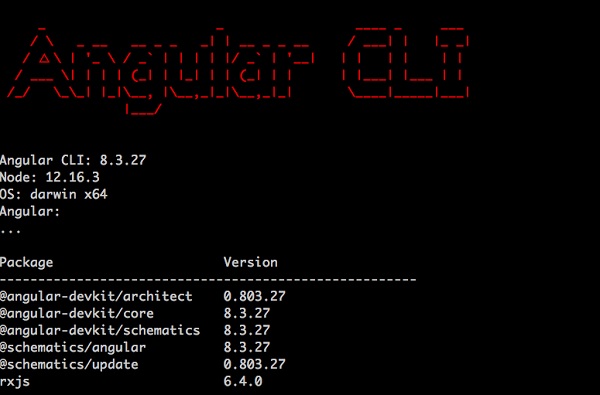 Angular CLI
Angular CLI: 8.3.27
Node: 12.16.3
OS: darwin x64
Angular:
...
Package Version
------------------------------------------------------
@angular-devkit/architect 0.803.27
@angular-devkit/core 8.3.27
@angular-devkit/schematics 8.3.27
@schematics/angular 8.3.27
@schematics/update 0.803.27
rxjs 6.4.0